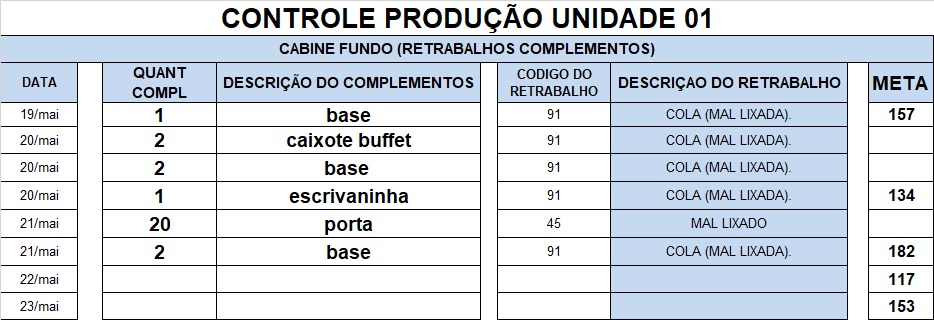 CONTROLE PRODUÇÃO UNIDADE 01
CABINE FUNDO (RETRABALHOS COMPLEMENTOS)
DATA QUANT COMPL DESCRIÇÃO DO COMPLEMENTOS CODIGO DO RETRABALHO DESCRIÇAO DO RETRABALHO META
19/mai 1 base 91 COLA (MAL LIXADA). 157
20/mai 2 caixote buffet 91 COLA (MAL LIXADA).
20/mai 2 base 91 COLA (MAL LIXADA).
20/mai 1 escrivaninha 91 COLA (MAL LIXADA). 134
21/mai 20 porta 45 MAL LIXADO
21/mai 2 base 91 COLA (MAL LIXADA). 182
22/mai 117
23/mai 153